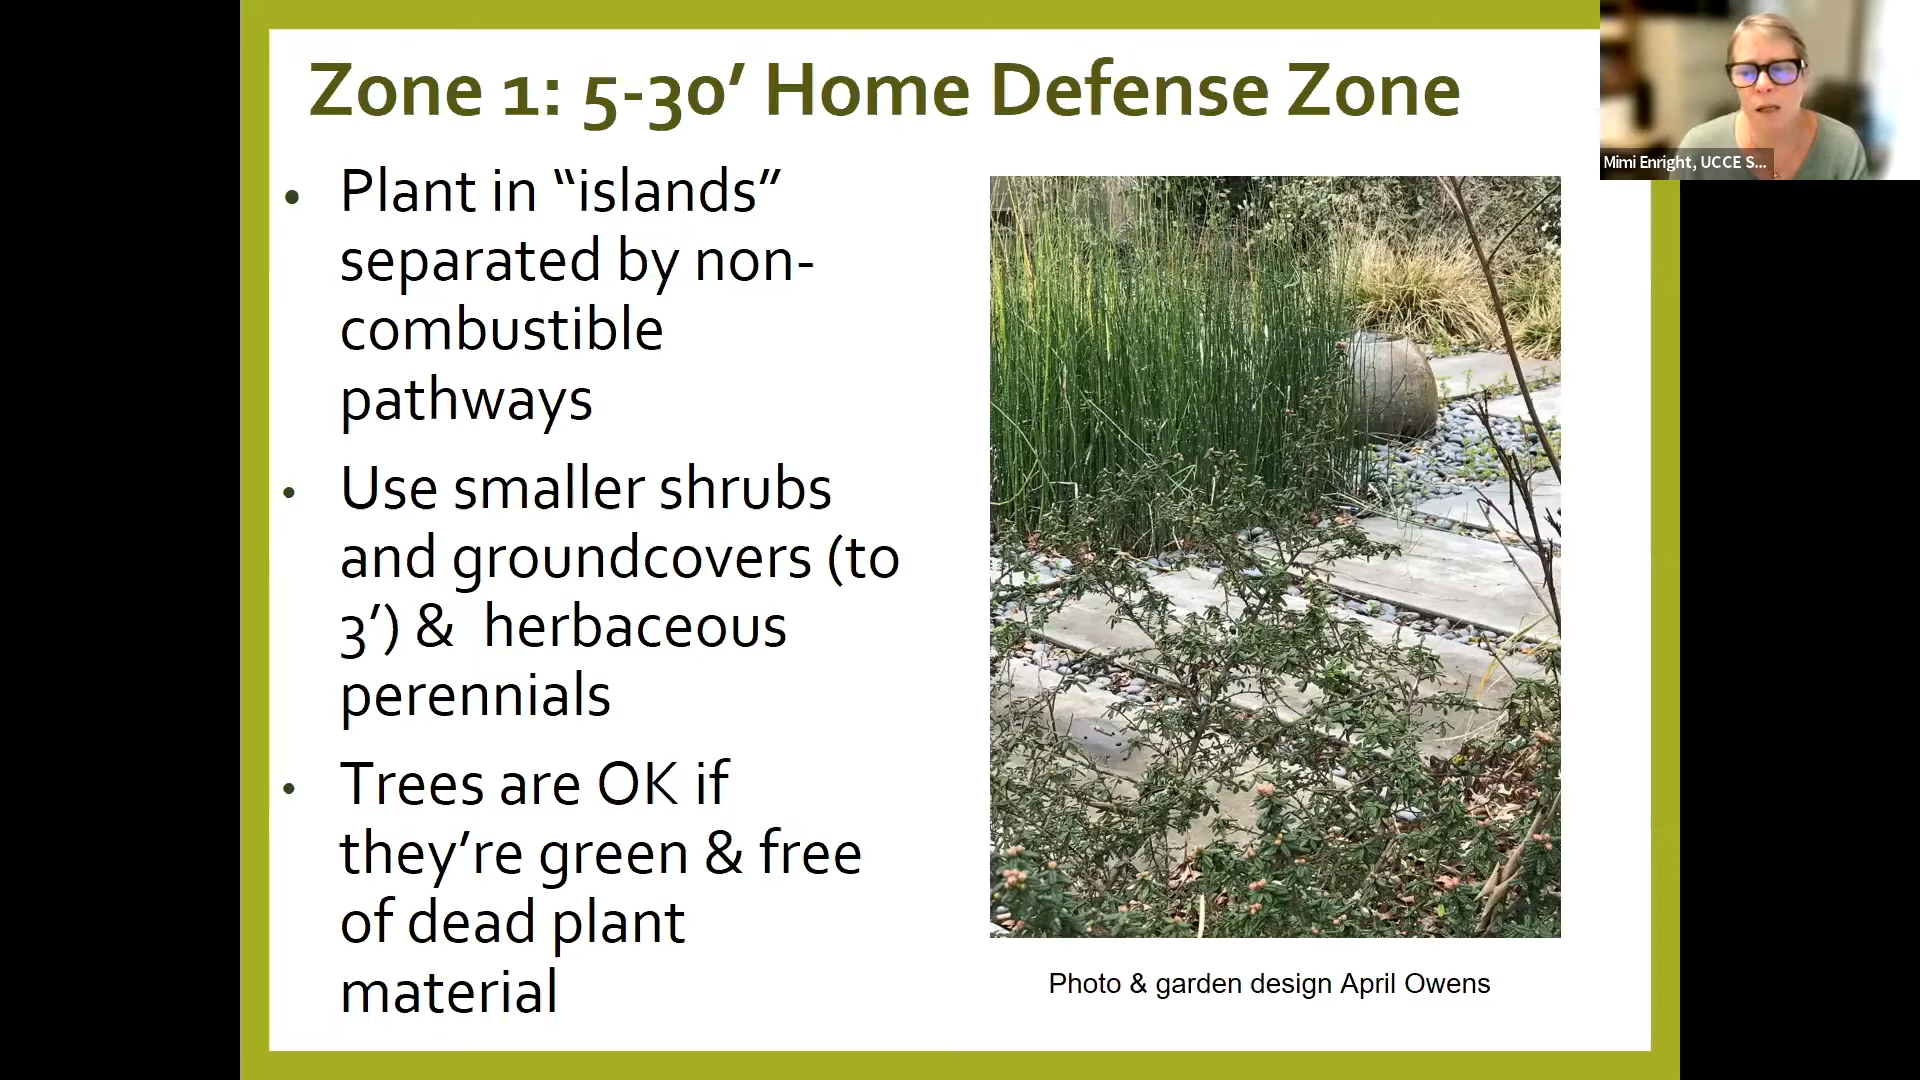 Zone 1: 5-30′ Home Defense Zone
• Plant in “islands”
separated by non-
combustible
pathways
• Use smaller shrubs
and groundcovers (to
3′) & herbaceous
perennials
• Trees are OK if
they’re green & free
of dead plant
material
Photo & garden design April Owens
Mimi Enright, UCCE S...